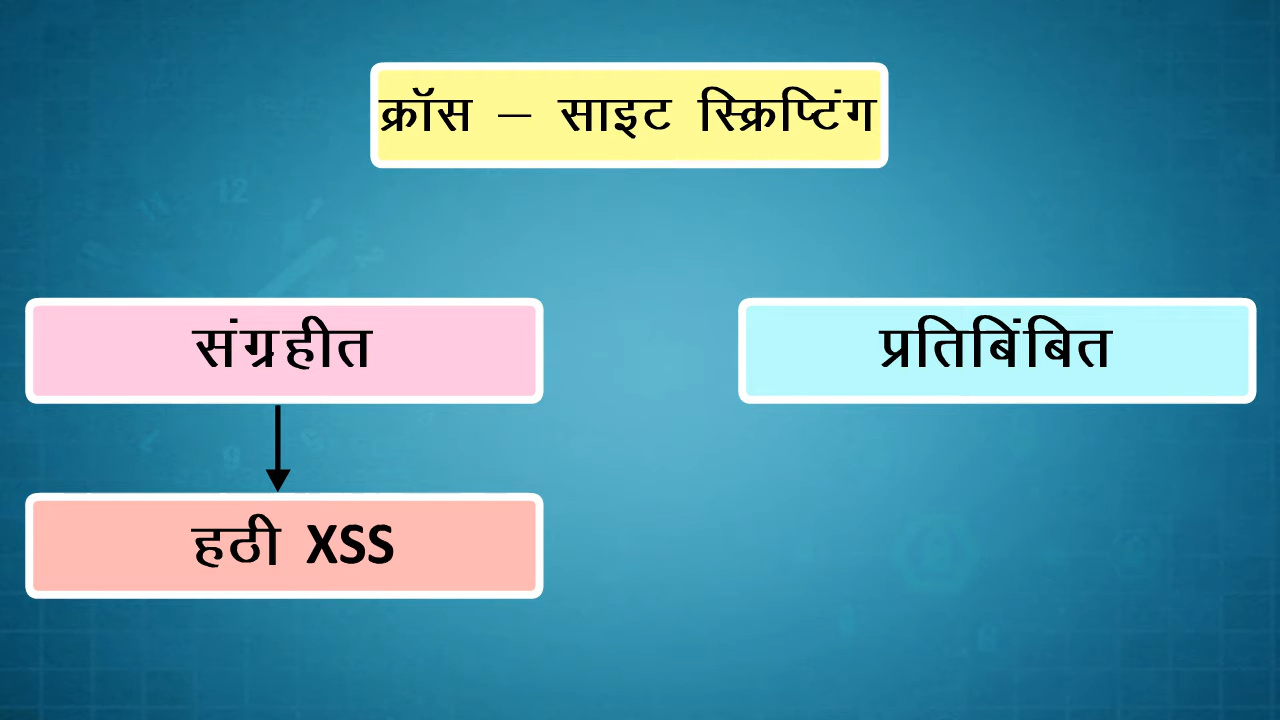 क्रॉस – साइट स्क्रिप्टिंग
संग्रहीत
प्रतिबिंबित
हठी XSS